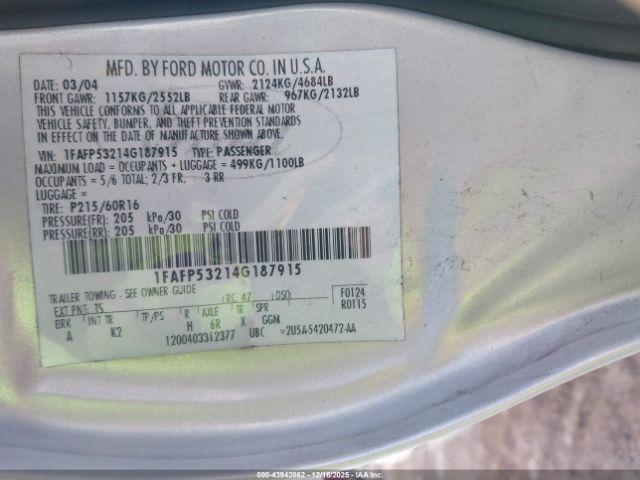 MFD. BY FORD MOTOR CO. IN U.S.A.
DATE: 03/04 GVWR: 2124KG/4684LB
FRONT GAWR: 1157KG/2552LB REAR GAWR: 967KG/2132LB
THIS VEHICLE CONFORMS TO ALL APPLICABLE FEDERAL MOTOR
VEHICLE SAFETY, BUMPER, AND THEFT PREVENTION STANDARDS
IN EFFECT ON THE DATE OF MANUFACTURE SHOWN ABOVE.
VIN: 1FAFP53214G187915 TYPE: PASSENGER
MAXIMUM LOAD = OCCUPANTS + LUGGAGE = 499KG/1100LB
OCCUPANTS = 5/6 TOTAL; 2/3 FR, 3 RR
LUGGAGE =
TIRE: P215/60R16
PRESSURE(FR): 205 kPa/30 PSI COLD
PRESSURE(RR): 205 kPa/30 PSI COLD
1FAFP53214G187915
TRAILER TOWING - SEE OWNER GUIDE
EXT PNT: TS RC: 47 DSO: F0124
R0115
BRK INT TR TP/PS R AXLE TR SPR
A K2 H 6R X GGM
1200403312377 UBC 2U5A-5420472-AA
43942862 / 12/18/2025 / IAA Inc.